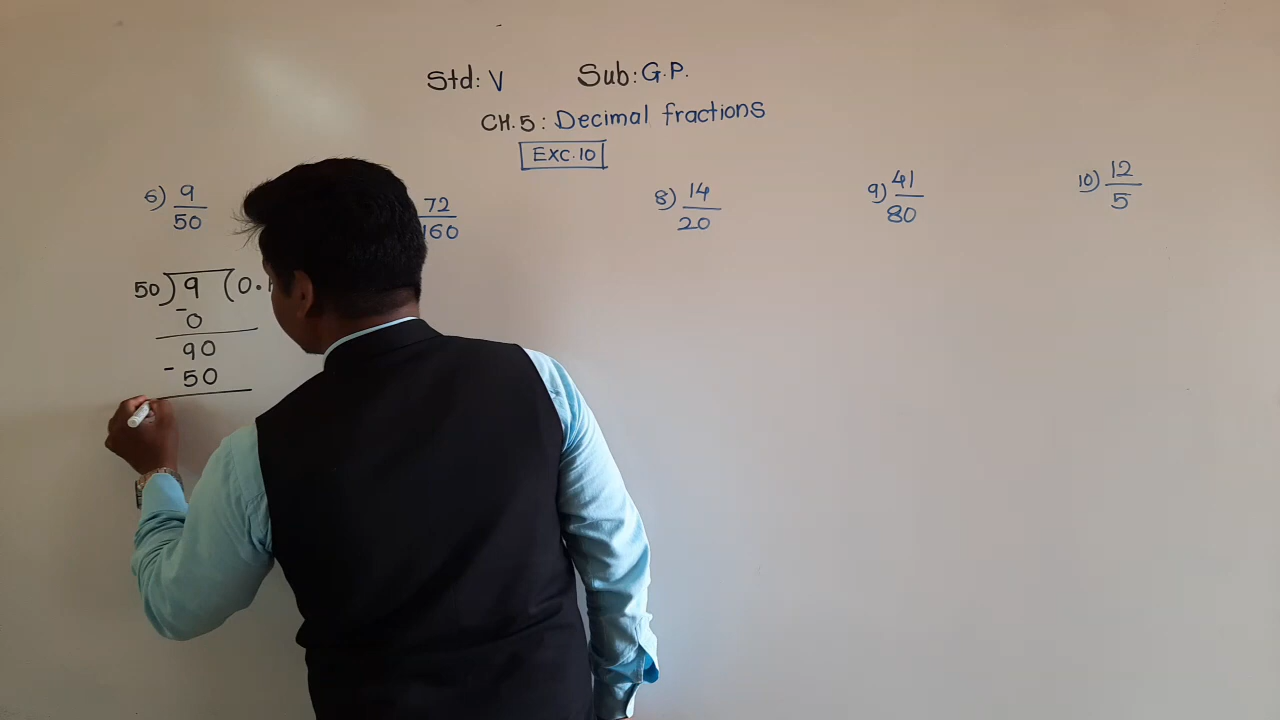 Std: V Sub: G.P.
CH.5: Decimal fractions
EXC.10
6) 9/50
72/160
8) 14/20
9) 41/80
10) 12/5
50) 9 (0.
- 0
90
- 50